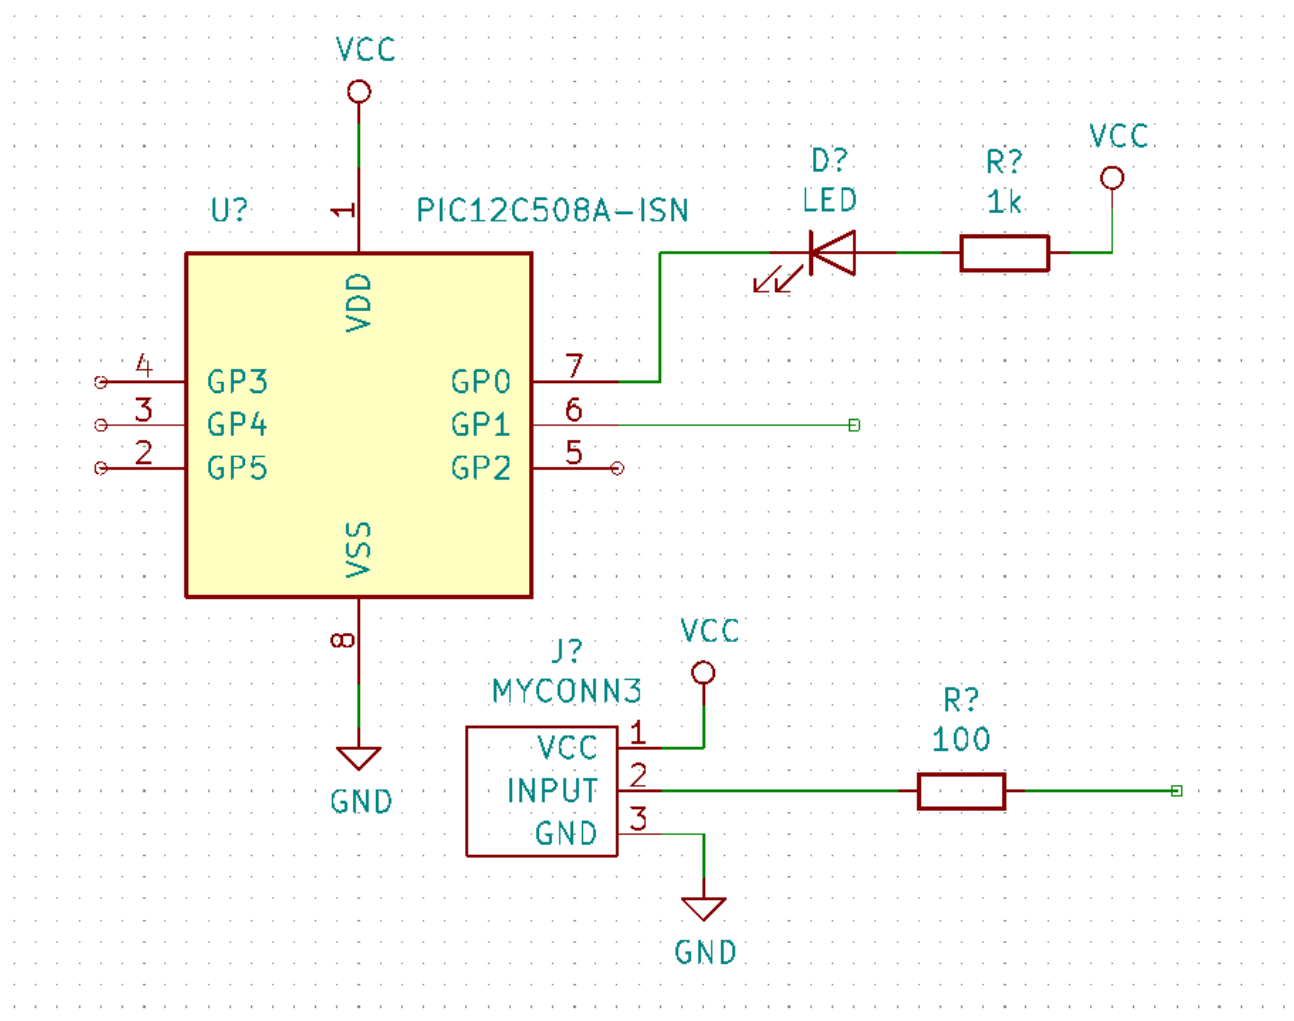 VCC
VCC
D?
LED
R?
1k
U?
1
PIC12C508A-ISN
VDD
4
GP3
GP0
7
3
GP4
GP1
6
2
GP5
GP2
5
VSS
8
GND
VCC
J?
MYCONN3
VCC
1
INPUT
2
GND
3
R?
100
GND